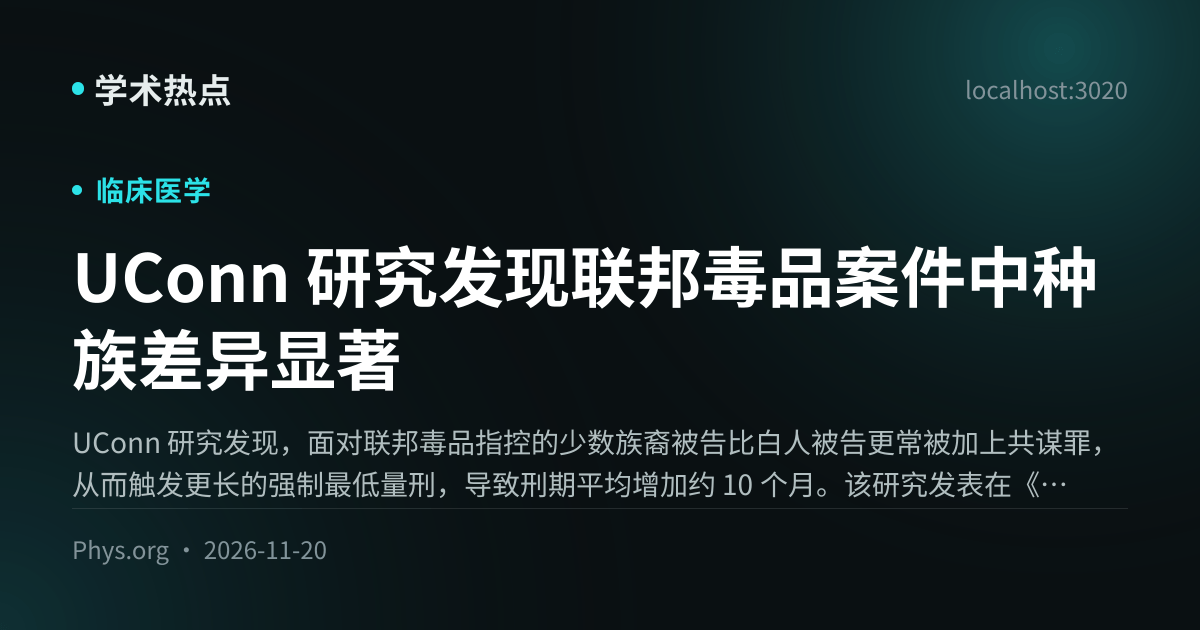 学术热点
localhost:3020
临床医学
UConn 研究发现联邦毒品案件中种
族差异显著
UConn 研究发现，面对联邦毒品指控的少数族裔被告比白人被告更常被加上共谋罪，
从而触发更长的强制最低量刑，导致刑期平均增加约 10 个月。该研究发表在《…
Phys.org · 2026-11-20